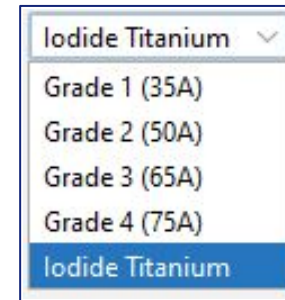 Iodide Titanium
Grade 1 (35A)
Grade 2 (50A)
Grade 3 (65A)
Grade 4 (75A)
Iodide Titanium